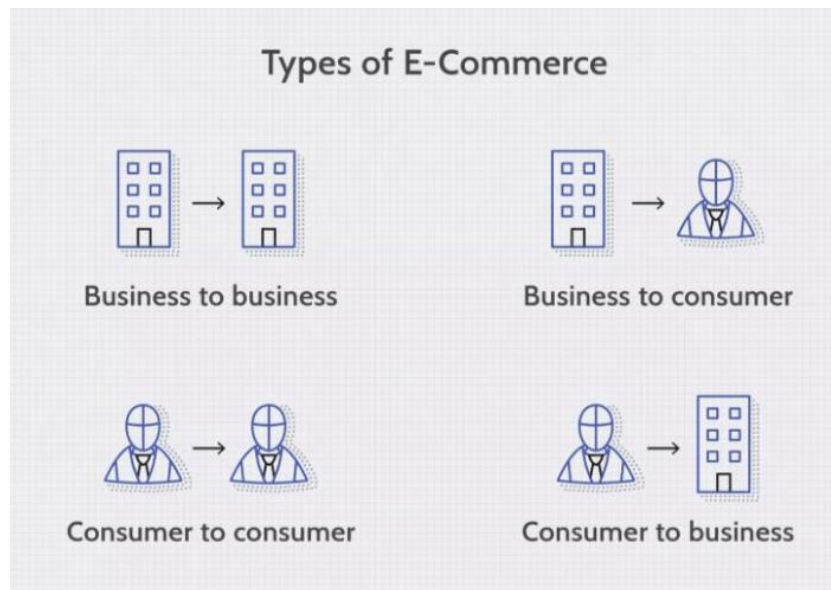 Types of E-Commerce
Business to business
Business to consumer
Consumer to consumer
Consumer to business